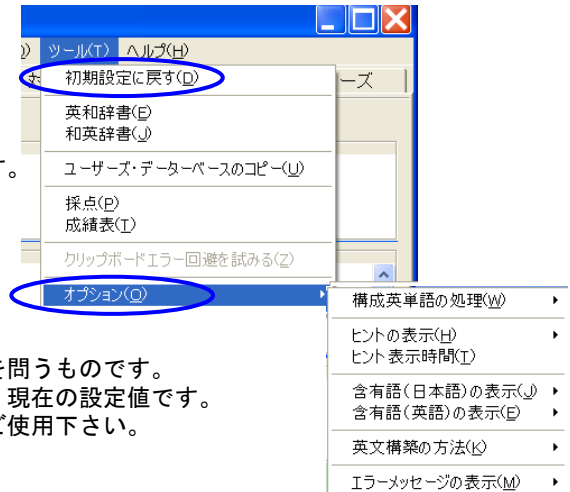 ツール(T) ヘルプ(H)
初期設定に戻す(D)
ーズ
英和辞書(E)
和英辞書(J)
す。
ユーザーズ・データーベースのコピー(U)
採点(P)
成績表(T)
クリップボードエラー回避を試みる(Z)
オプション(O)
構成英単語の処理(W)
ヒントの表示(H)
ヒント表示時間(T)
を問うものです。
現在の設定値です。
含有語(日本語)の表示(J)
ご使用下さい。
含有語(英語)の表示(E)
英文構築の方法(K)
エラーメッセージの表示(M)